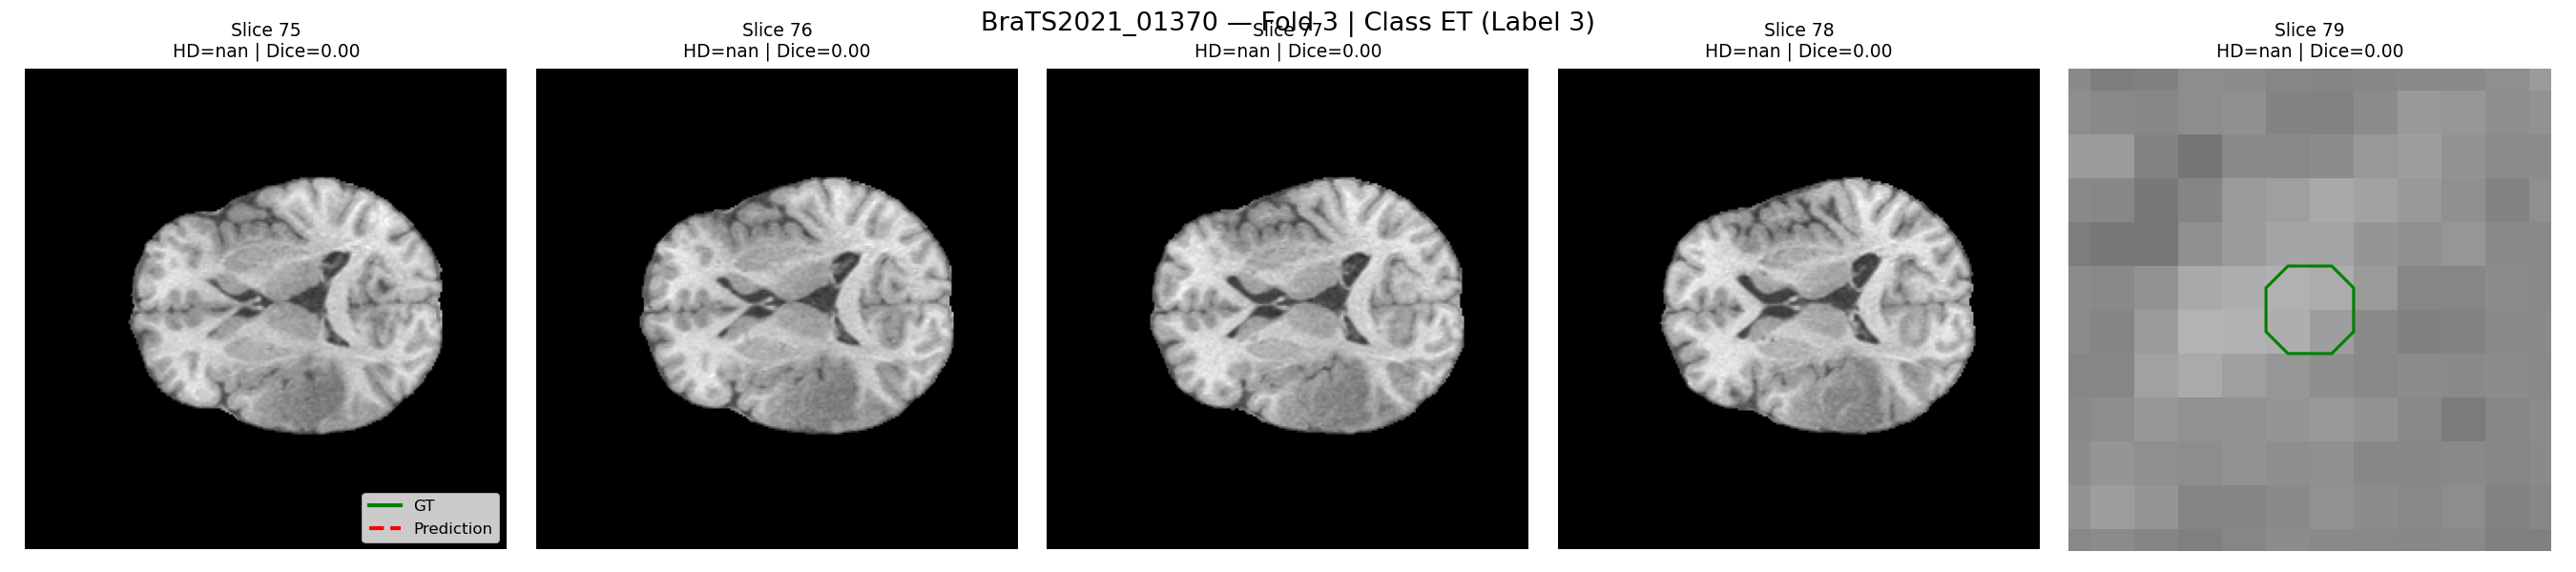 BraTS2021_01370 — Fold 3 | Class ET (Label 3)
Slice 75
HD=nan | Dice=0.00
Slice 76
HD=nan | Dice=0.00
Slice 77
HD=nan | Dice=0.00
Slice 78
HD=nan | Dice=0.00
Slice 79
HD=nan | Dice=0.00
GT
Prediction